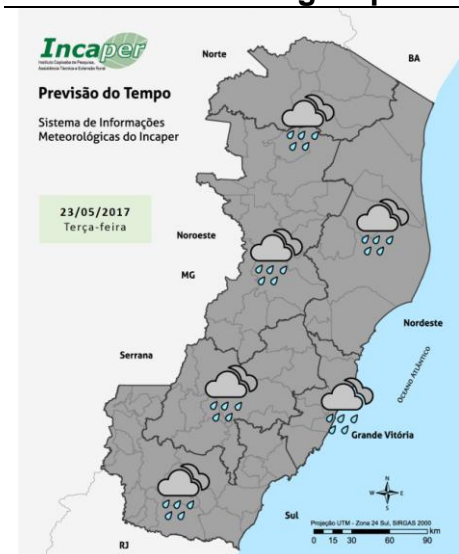 Incaper
Instituto Capixaba de Pesquisa,
Assistência Técnica e Extensão Rural
Previsão do Tempo
Sistema de Informações
Meteorológicas do Incaper
23/05/2017
Terça-feira
Norte
BA
Noroeste
MG
Nordeste
Serrana
OCEANO ATLÂNTICO
Grande Vitória
N
W
E
S
Sul
RJ
Projeção UTM - Zona 24 Sul, SIRGAS 2000
km
0 15 30 60 90